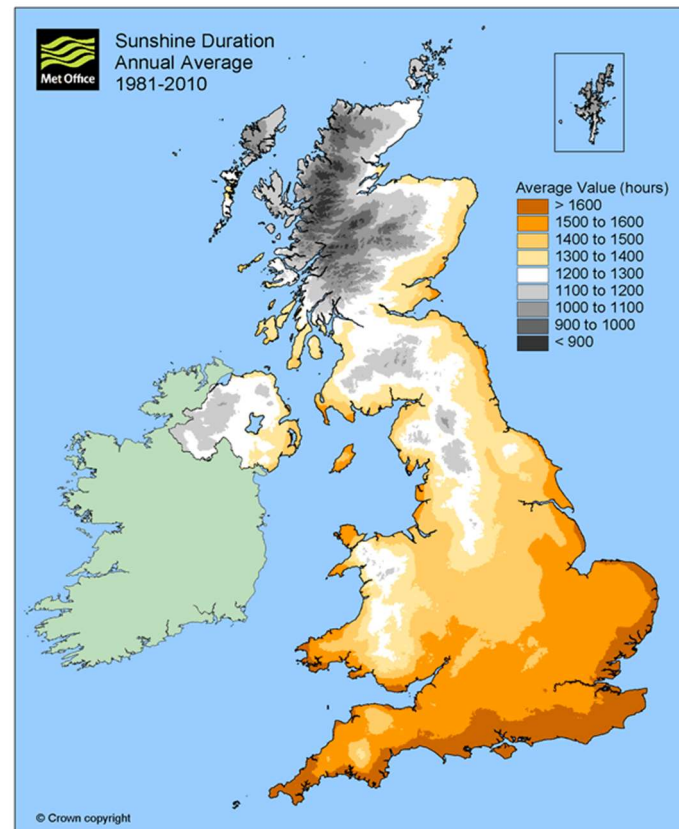 Met Office
Sunshine Duration
Annual Average
1981-2010
Average Value (hours)
> 1600
1500 to 1600
1400 to 1500
1300 to 1400
1200 to 1300
1100 to 1200
1000 to 1100
900 to 1000
< 900
© Crown copyright